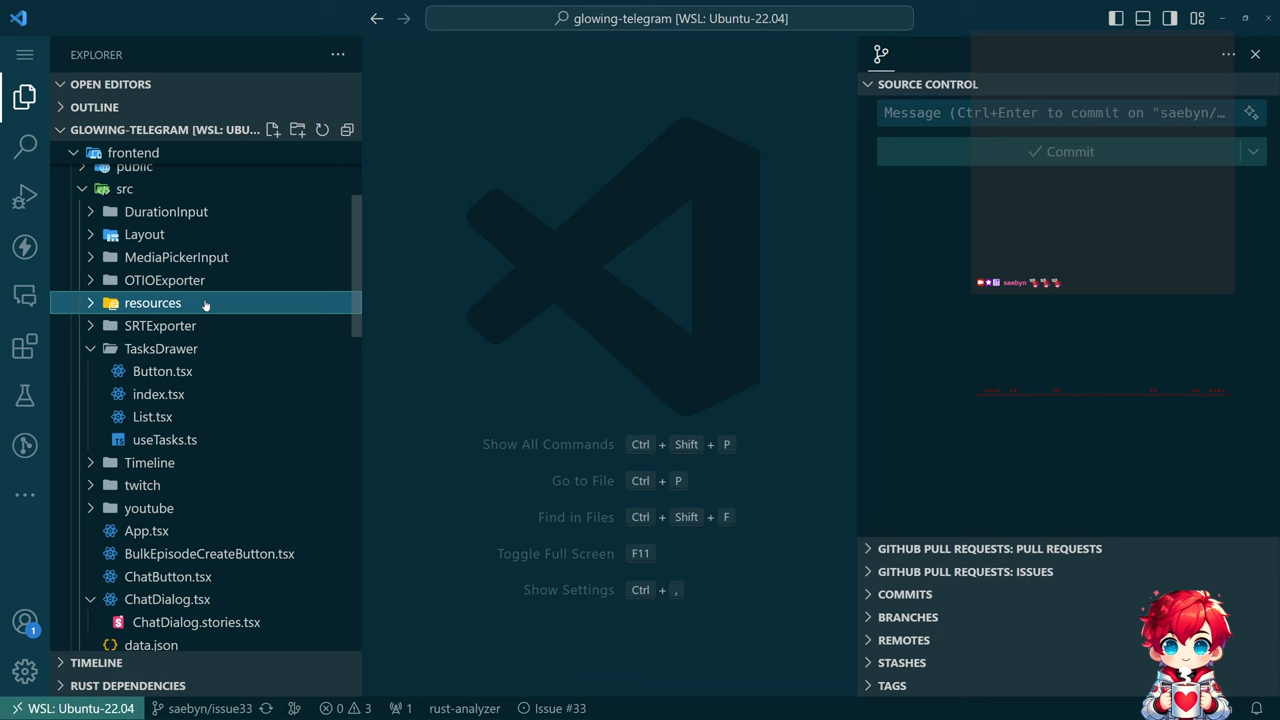 glowing-telegram [WSL: Ubuntu-22.04]
EXPLORER
OPEN EDITORS
OUTLINE
GLOWING-TELEGRAM [WSL: UBU...
frontend
public
src
DurationInput
Layout
MediaPickerInput
OTIOExporter
resources
SRTExporter
TasksDrawer
Button.tsx
index.tsx
List.tsx
TS useTasks.ts
Timeline
twitch
youtube
App.tsx
BulkEpisodeCreateButton.tsx
ChatButton.tsx
ChatDialog.tsx
ChatDialog.stories.tsx
data.json
TIMELINE
RUST DEPENDENCIES
Show All Commands Ctrl + Shift + P
Go to File Ctrl + P
Find in Files Ctrl + Shift + F
Toggle Full Screen F11
Show Settings Ctrl + ,
SOURCE CONTROL
Message (Ctrl+Enter to commit on "saebyn/...
Commit
saebyn
GITHUB PULL REQUESTS: PULL REQUESTS
GITHUB PULL REQUESTS: ISSUES
COMMITS
BRANCHES
REMOTES
STASHES
TAGS
1
WSL: Ubuntu-22.04 saebyn/issue33 0 3 1 rust-analyzer Issue #33